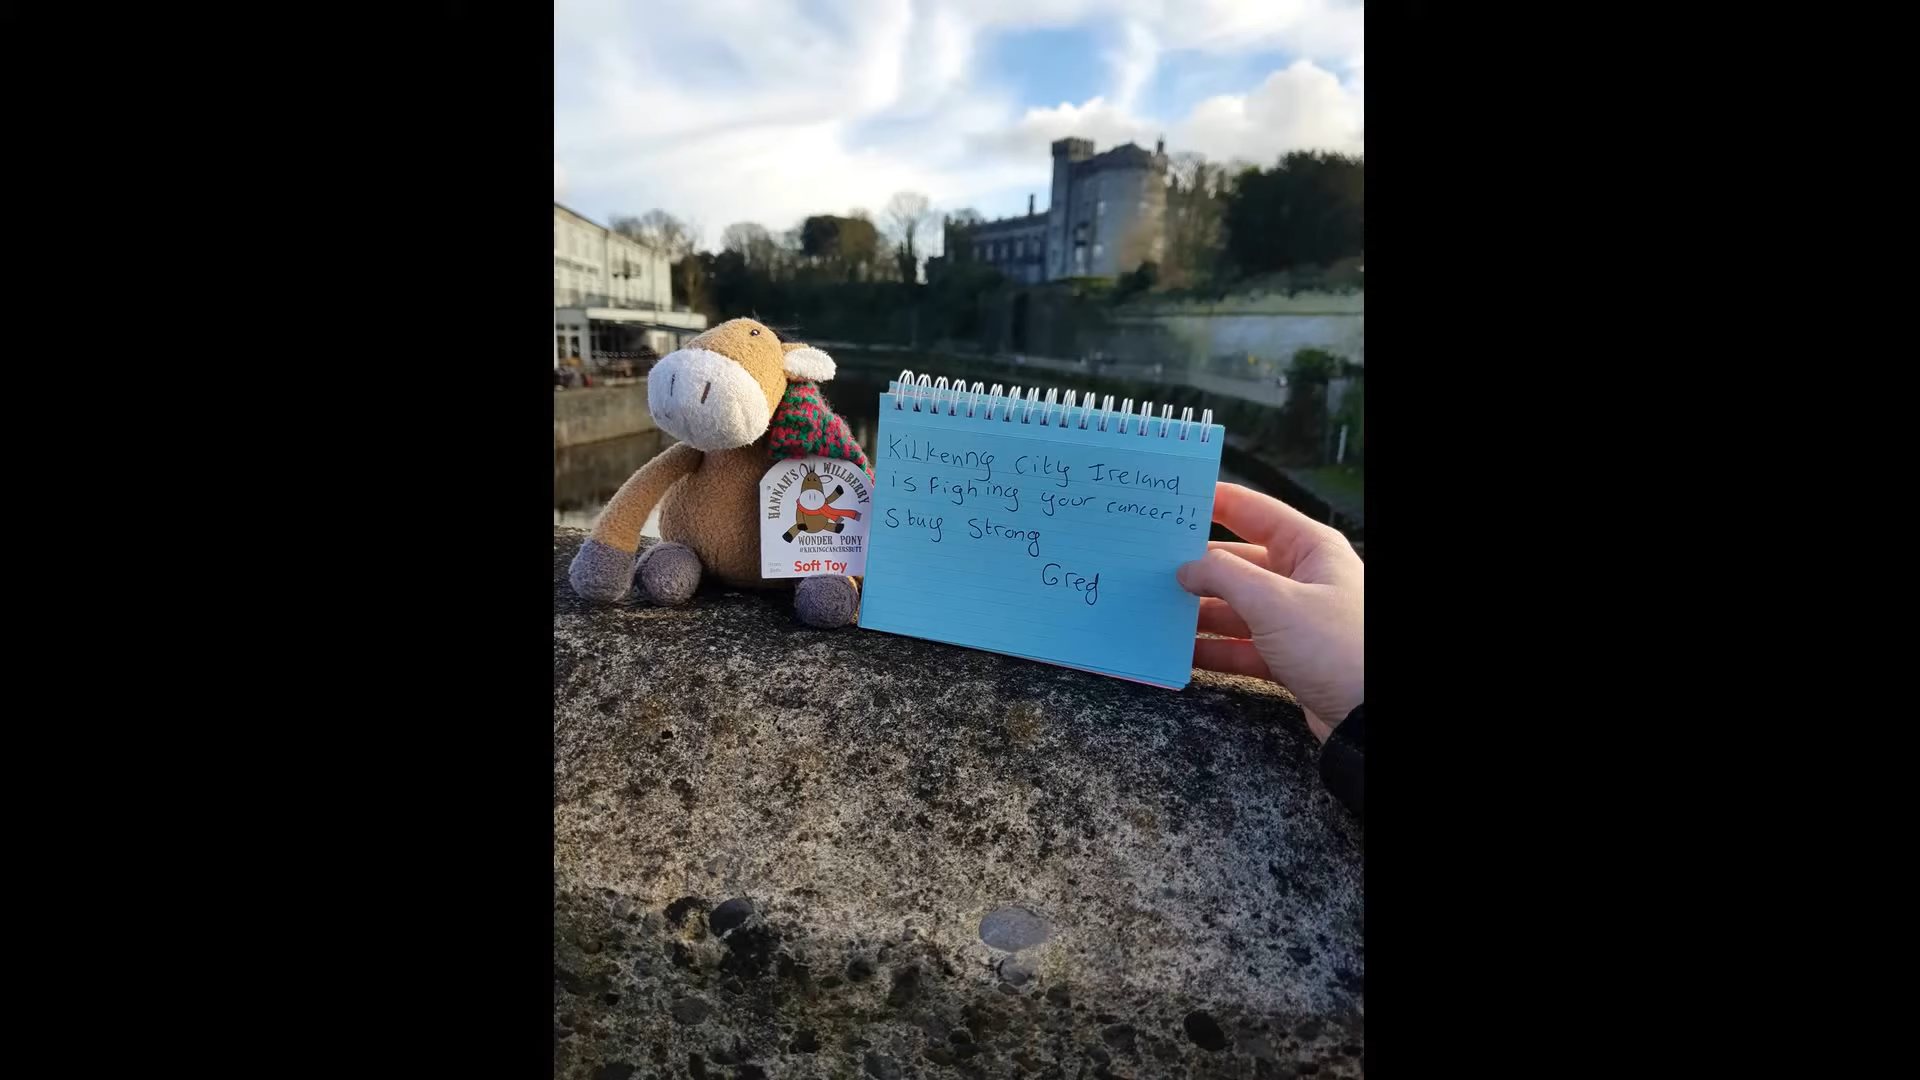 HANNAH'S WILLBERRY
WONDER PONY
#KICKINGCANCERSBUTT
Soft Toy
Kilkenny City Ireland
is fighing your cancer!!
Stay Strong
Greg